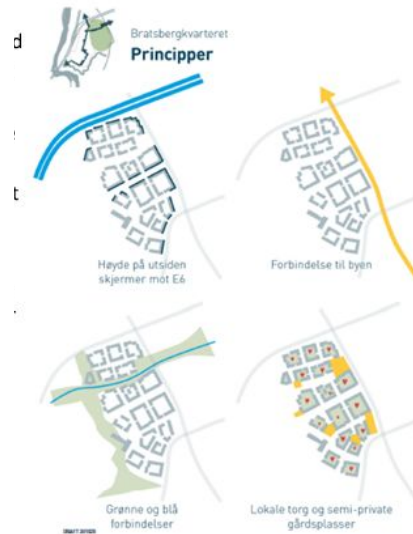 d
Bratsbergkvarteret
Principper
t
Høyde på utsiden
skjermer mot E6
Forbindelse til byen
Grønne og blå
forbindelser
Lokale torg og semi-private
gårdsplasser